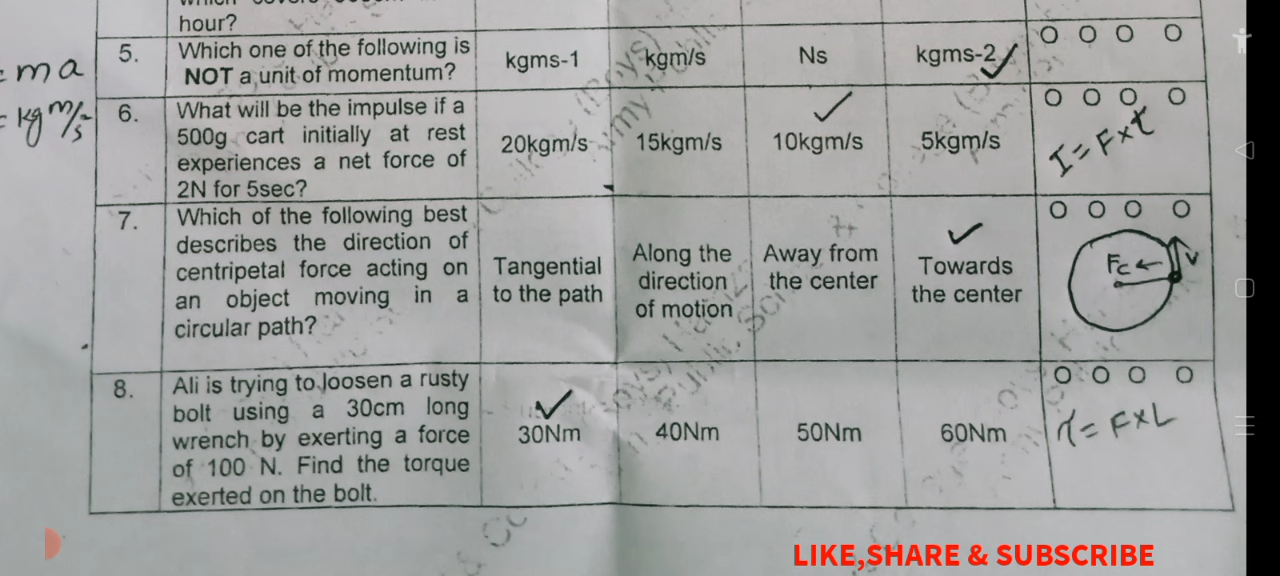 hour?
5.
Which one of the following is
NOT a unit of momentum?
kgms-1
kgm/s
Ns
kgms-2
= ma
= kg m/s
6.
What will be the impulse if a
500g cart initially at rest
experiences a net force of
2N for 5sec?
20kgm/s
15kgm/s
10kgm/s
5kgm/s
I = F×t
7.
Which of the following best
describes the direction of
centripetal force acting on
an object moving in a
circular path?
Tangential
to the path
Along the
direction
of motion
Away from
the center
Towards
the center
Fc
v
8.
Ali is trying to loosen a rusty
bolt using a 30cm long
wrench by exerting a force
of 100 N. Find the torque
exerted on the bolt.
30Nm
40Nm
50Nm
60Nm
τ = F×L
LIKE,SHARE & SUBSCRIBE